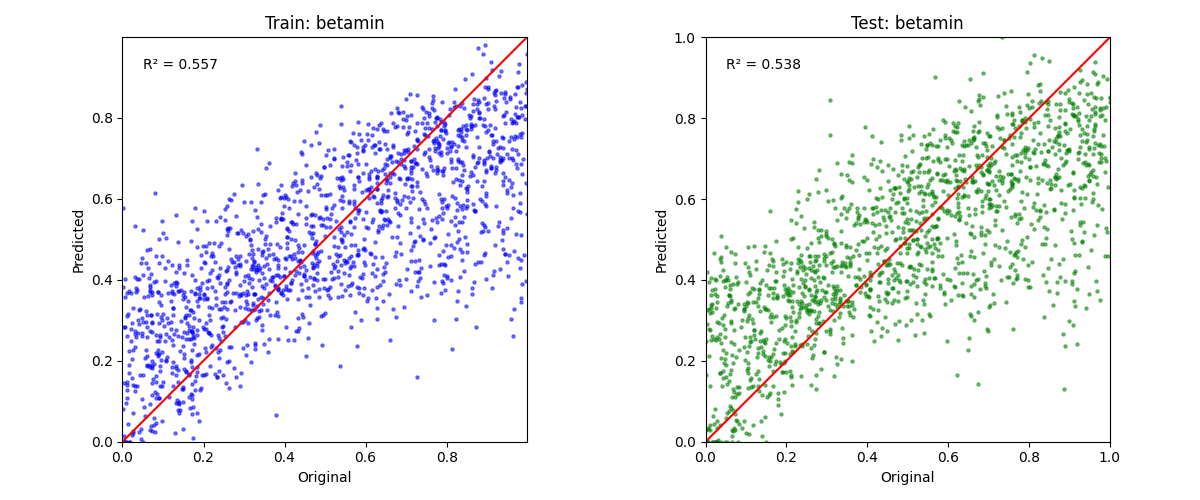 Train: betamin
R² = 0.557
Predicted
0.8
0.6
0.4
0.2
0.0
0.0 0.2 0.4 0.6 0.8
Original
Test: betamin
R² = 0.538
Predicted
1.0
0.8
0.6
0.4
0.2
0.0
0.0 0.2 0.4 0.6 0.8 1.0
Original